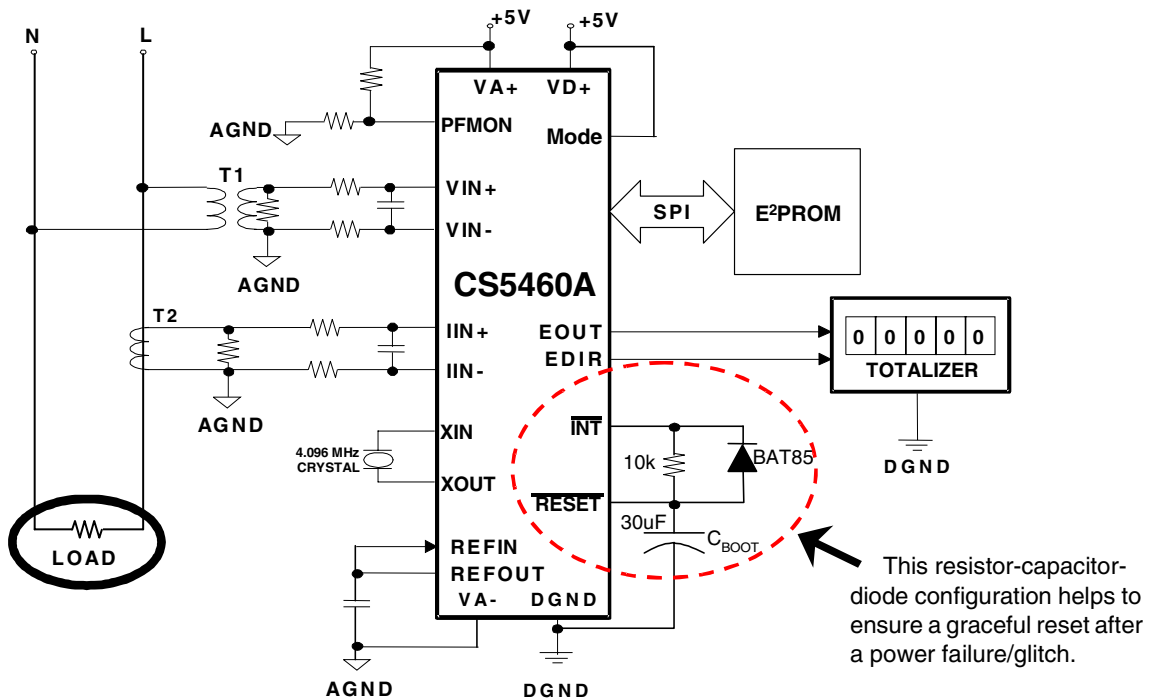 N
L
+5V
+5V
VA+
VD+
AGND
PFMON
Mode
T1
VIN+
VIN-
AGND
SPI
E²PROM
CS5460A
T2
IIN+
IIN-
AGND
EOUT
EDIR
0 0 0 0 0
TOTALIZER
DGND
INT
10k
BAT85
RESET
30uF
C_BOOT
XIN
4.096 MHz
CRYSTAL
XOUT
LOAD
REFIN
REFOUT
VA-
DGND
AGND
DGND
This resistor-capacitor-
diode configuration helps to
ensure a graceful reset after
a power failure/glitch.